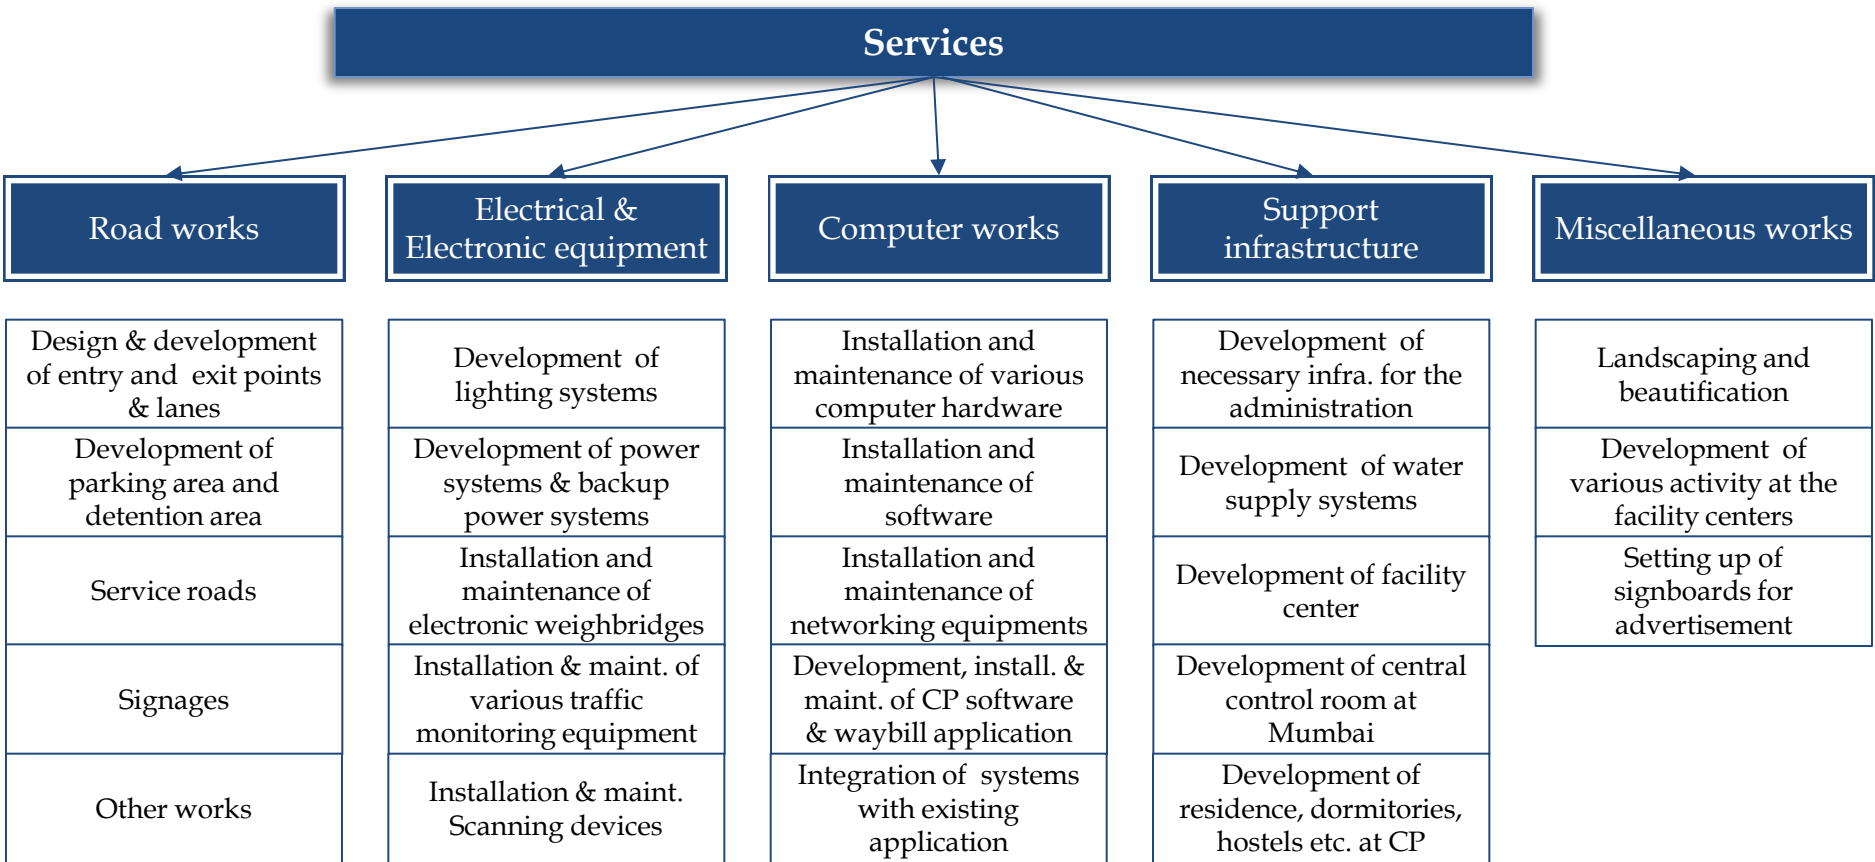 Services
Road works
Electrical &
Electronic equipment
Computer works
Support
infrastructure
Miscellaneous works
Design & development
of entry and exit points
& lanes
Development of
parking area and
detention area
Service roads
Signages
Other works
Development of
lighting systems
Development of power
systems & backup
power systems
Installation and
maintenance of
electronic weighbridges
Installation & maint. of
various traffic
monitoring equipment
Installation & maint.
Scanning devices
Installation and
maintenance of various
computer hardware
Installation and
maintenance of
software
Installation and
maintenance of
networking equipments
Development, install. &
maint. of CP software
& waybill application
Integration of systems
with existing
application
Development of
necessary infra. for the
administration
Development of water
supply systems
Development of facility
center
Development of central
control room at
Mumbai
Development of
residence, dormitories,
hostels etc. at CP
Landscaping and
beautification
Development of
various activity at the
facility centers
Setting up of
signboards for
advertisement